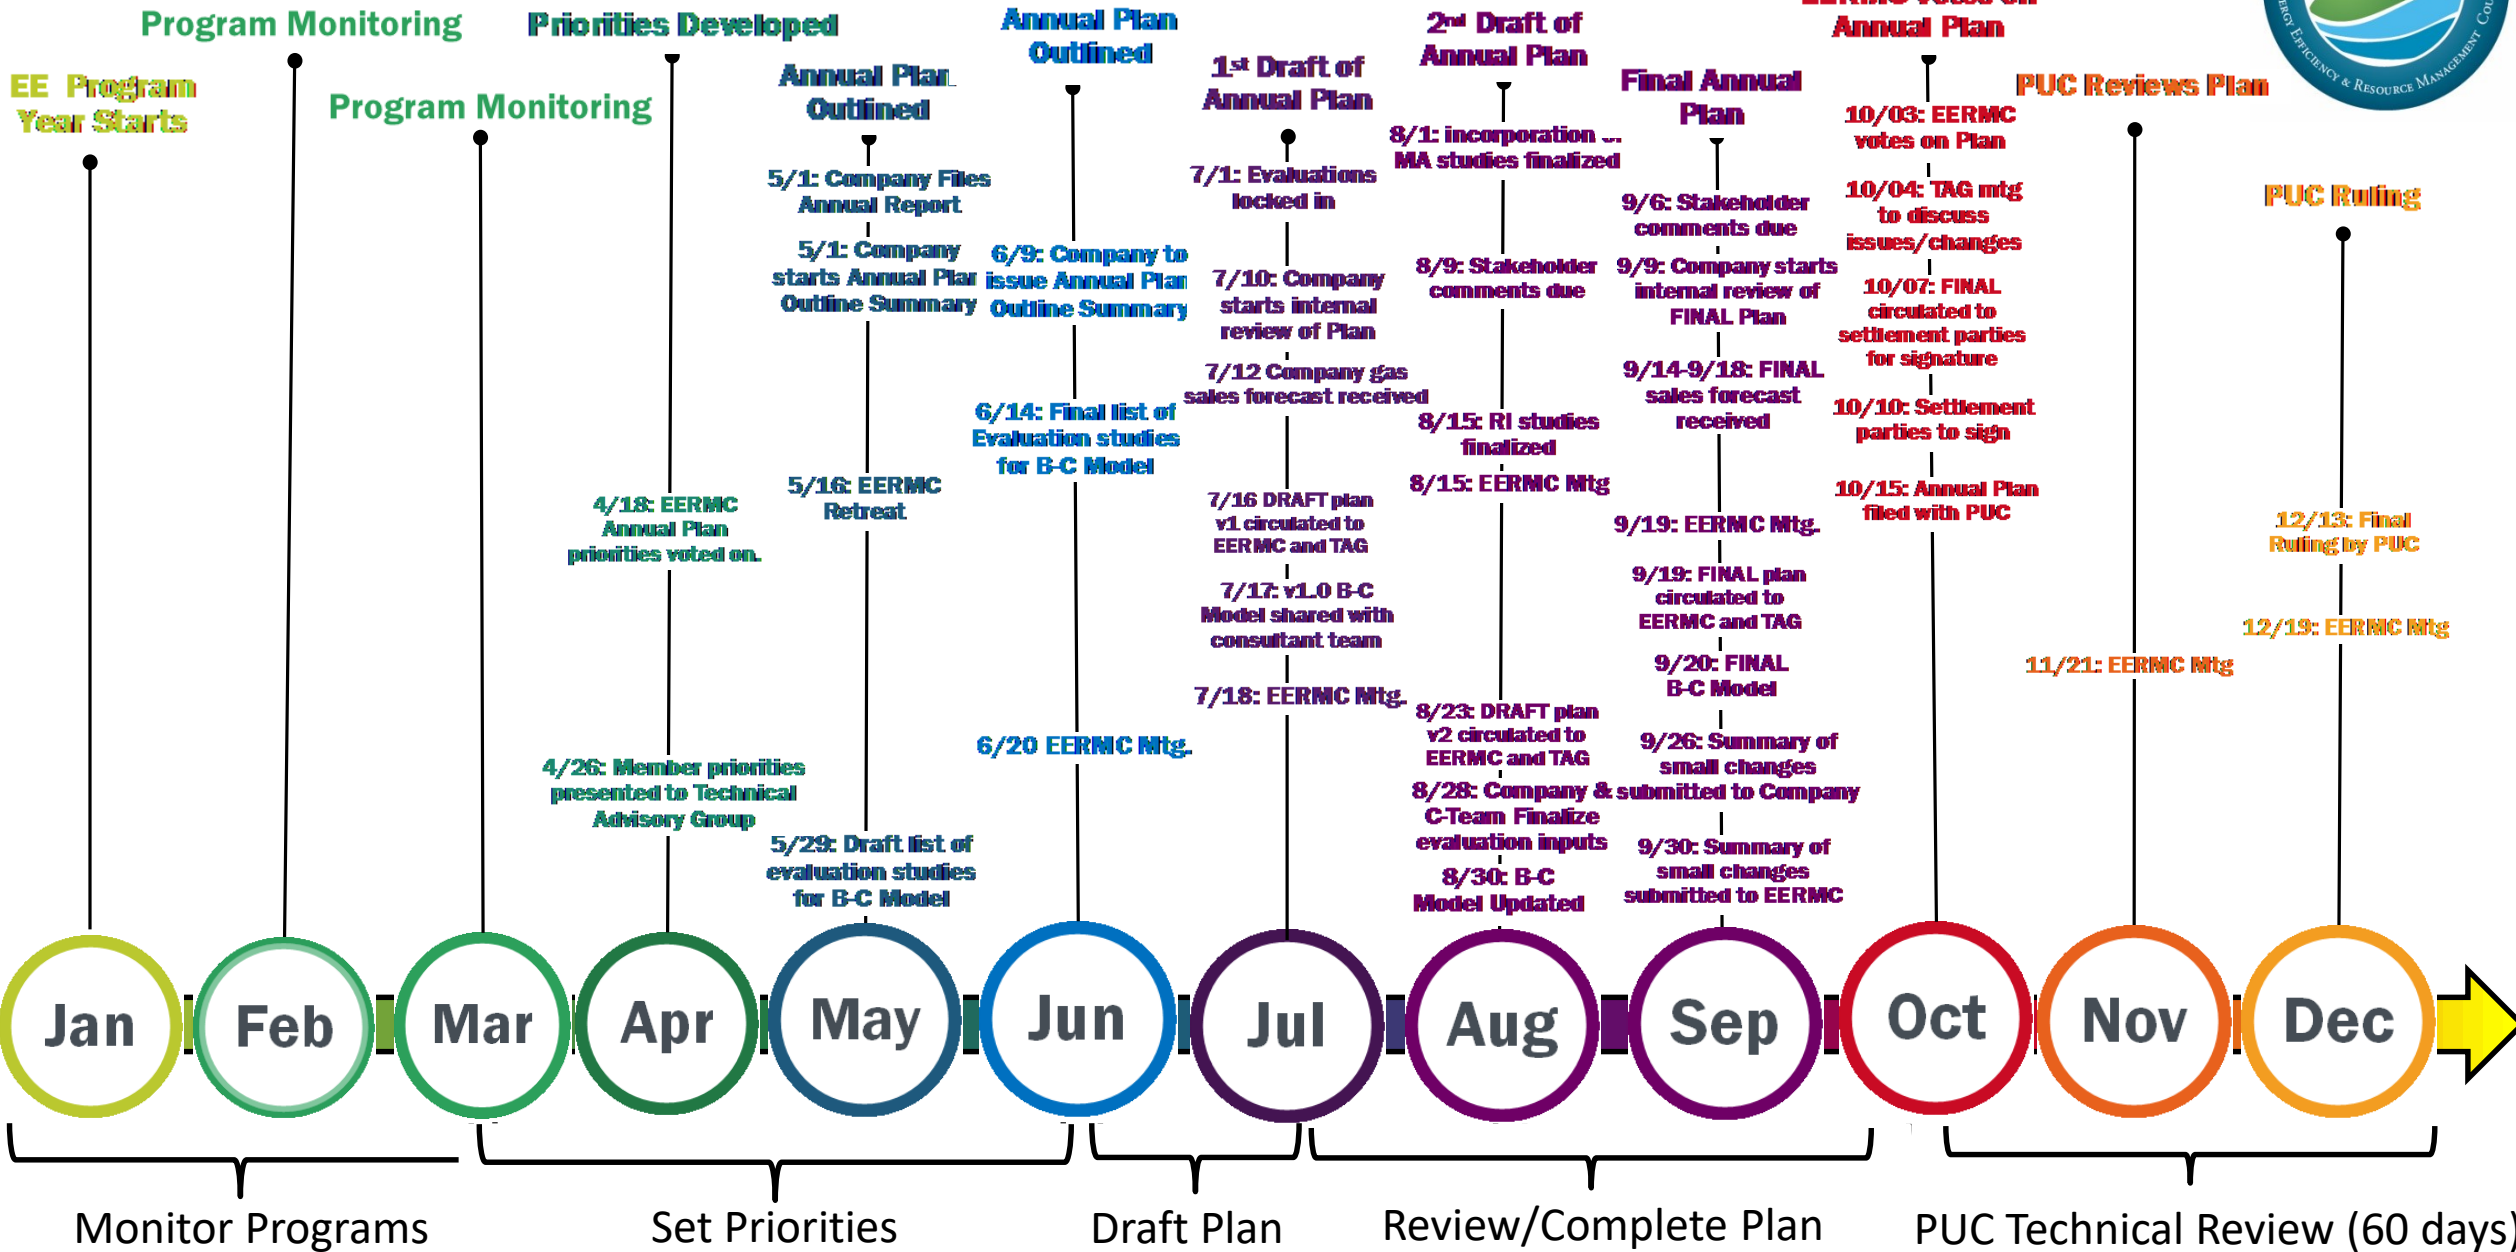 EE Program
Year Starts
Program Monitoring
Program Monitoring
Priorities Developed
4/18: EERMC
Annual Plan
priorities voted on.
4/26: Member priorities
presented to Technical
Advisory Group
Annual Plan
Outlined
5/1: Company Files
Annual Report
5/1: Company
starts Annual Plan
Outline Summary
5/16: EERMC
Retreat
5/29: Draft list of
evaluation studies
for B-C Model
Annual Plan
Outlined
6/9: Company to
issue Annual Plan
Outline Summary
6/14: Final list of
Evaluation studies
for B-C Model
6/20 EERMC Mtg.
1st Draft of
Annual Plan
7/1: Evaluations
locked in
7/10: Company
starts internal
review of Plan
7/12 Company gas
sales forecast received
7/16 DRAFT plan
v1 circulated to
EERMC and TAG
7/17: v1.0 B-C
Model shared with
consultant team
7/18: EERMC Mtg.
2nd Draft of
Annual Plan
8/1: incorporation
MA studies finalized
8/9: Stakeholder
comments due
8/15: RI studies
finalized
8/15: EERMC Mtg
8/23: DRAFT plan
v2 circulated to
EERMC and TAG
8/28: Company &
C-Team Finalize
evaluation inputs
8/30: B-C
Model Updated
Final Annual
Plan
9/6: Stakeholder
comments due
9/9: Company starts
internal review of
FINAL Plan
9/14-9/18: FINAL
sales forecast
received
9/19: EERMC Mtg.
9/19: FINAL plan
circulated to
EERMC and TAG
9/20: FINAL
B-C Model
9/26: Summary of
small changes
submitted to Company
9/30: Summary of
small changes
submitted to EERMC
EERMC Votes on
Annual Plan
10/03: EERMC
votes on Plan
10/04: TAG mtg
to discuss
issues/changes
10/07: FINAL
circulated to
settlement parties
for signature
10/10: Settlement
parties to sign
10/15: Annual Plan
filed with PUC
PUC Reviews Plan
11/21: EERMC Mtg
EFFICIENCY & RESOURCE MANAGEMENT
PUC Ruling
12/13: Final
Ruling by PUC
12/19: EERMC Mtg
Jan
Feb
Mar
Apr
May
Jun
Jul
Aug
Sep
Oct
Nov
Dec
Monitor Programs
Set Priorities
Draft Plan
Review/Complete Plan
PUC Technical Review (60 days)